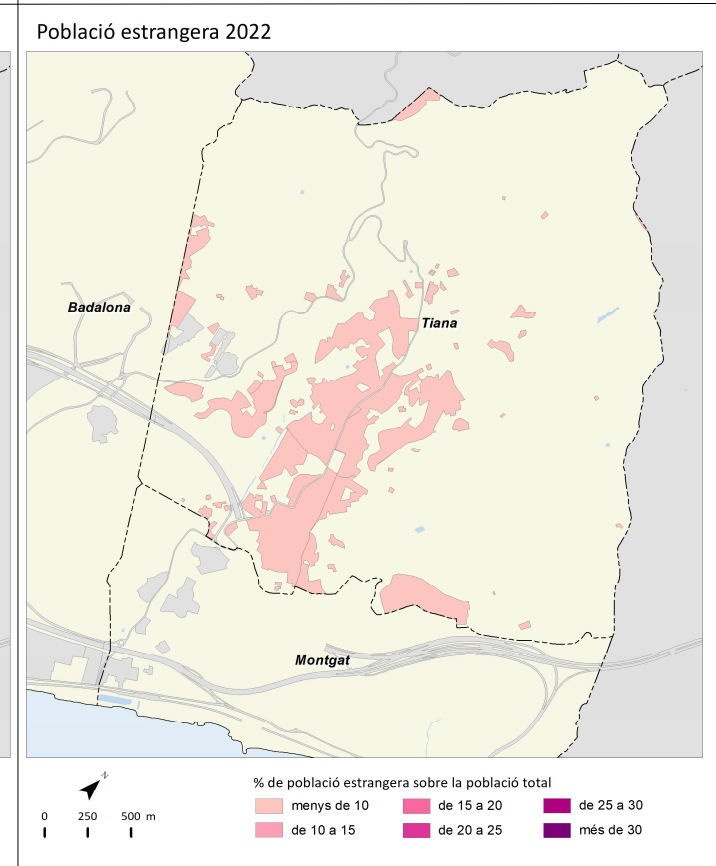 Població estrangera 2022
Badalona
Tiana
Montgat
N
% de població estrangera sobre la població total
0 250 500 m
menys de 10
de 15 a 20
de 25 a 30
de 10 a 15
de 20 a 25
més de 30